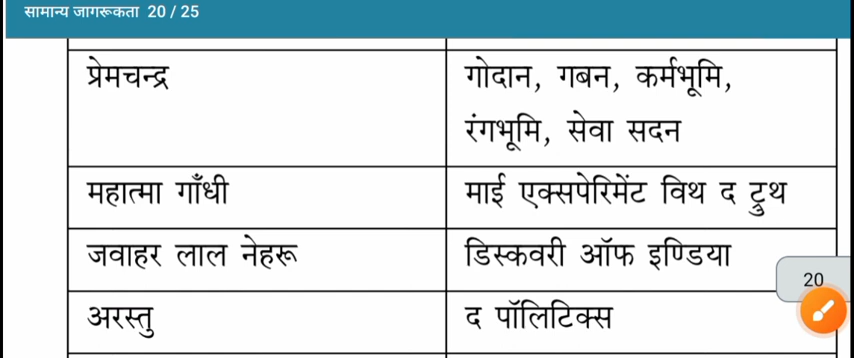 सामान्य जागरूकता 20 / 25
प्रेमचन्द्र गोदान, गबन, कर्मभूमि,
रंगभूमि, सेवा सदन
महात्मा गाँधी माई एक्सपेरिमेंट विथ द ट्रुथ
जवाहर लाल नेहरू डिस्कवरी ऑफ इण्डिया
20
अरस्तु द पॉलिटिक्स